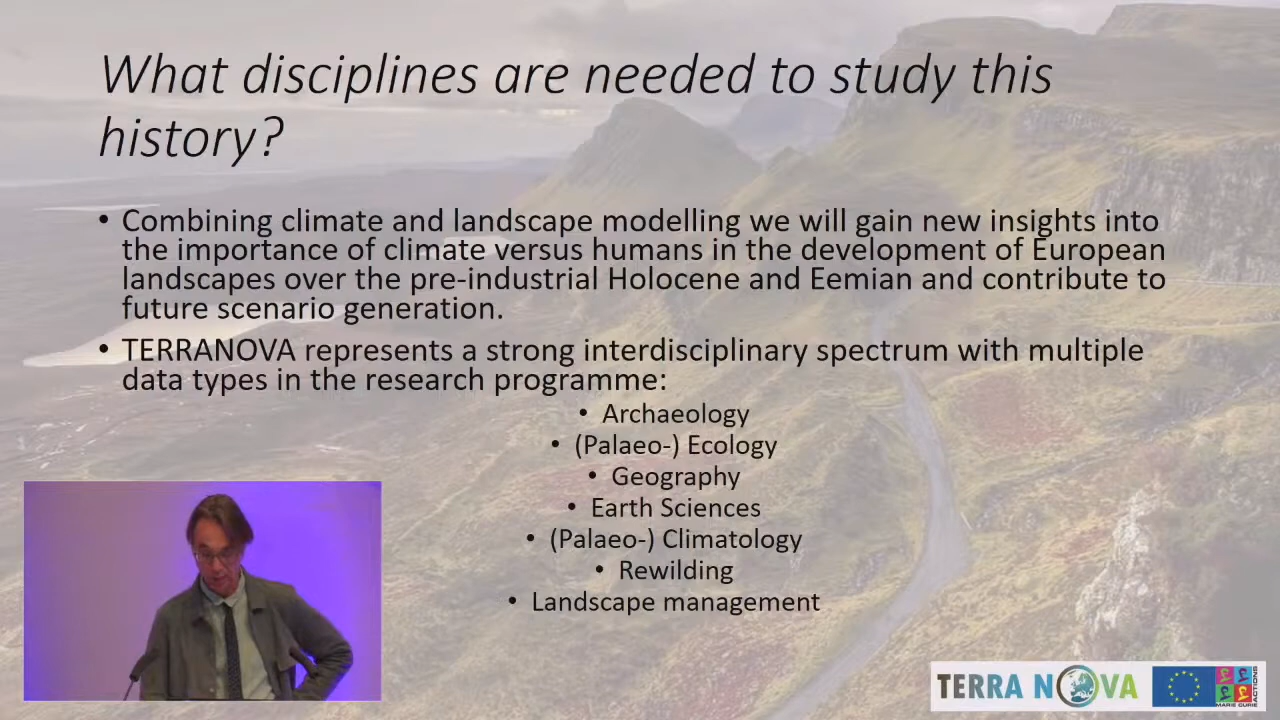 What disciplines are needed to study this
history?
• Combining climate and landscape modelling we will gain new insights into
the importance of climate versus humans in the development of European
landscapes over the pre-industrial Holocene and Eemian and contribute to
future scenario generation.
• TERRANOVA represents a strong interdisciplinary spectrum with multiple
data types in the research programme:
• Archaeology
• (Palaeo-) Ecology
• Geography
• Earth Sciences
• (Palaeo-) Climatology
• Rewilding
• Landscape management
TERRA NOVA
MARIE CURIE ACTIONS